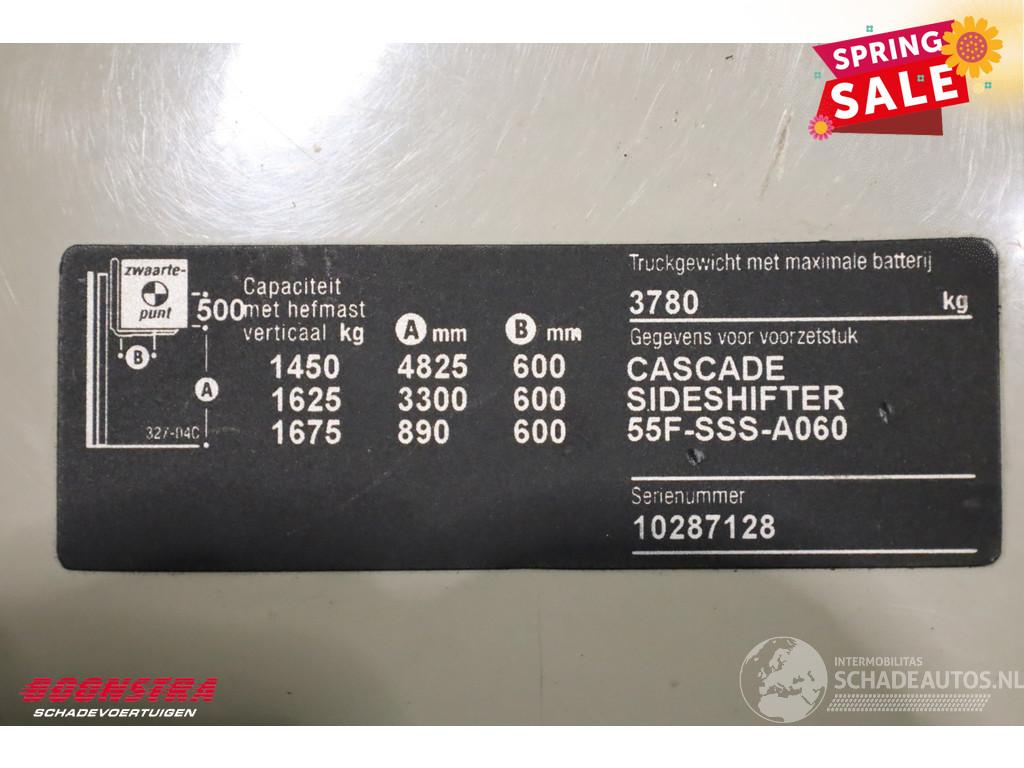 SPRING
SALE
zwaarte-
punt
500
B
A
327-04C
Capaciteit
met hefmast
verticaal kg
A mm
B mm
1450 4825 600
1625 3300 600
1675 890 600
Truckgewicht met maximale batterij
3780 kg
Gegevens voor voorzetstuk
CASCADE
SIDESHIFTER
55F-SSS-A060
Serienummer
10287128
BOONSTRA
SCHADEVOERTUIGEN
INTERMOBILITAS
SCHADEAUTOS.NL